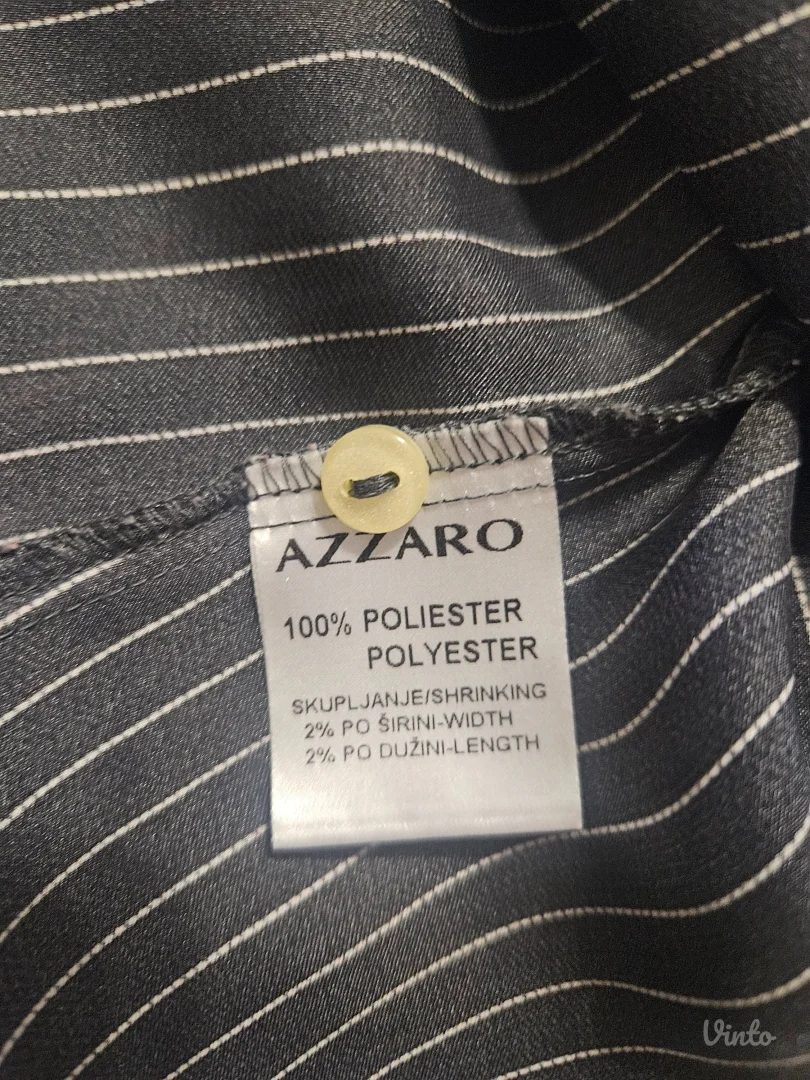 AZZARO
100% POLIESTER
POLYESTER
SKUPLJANJE/SHRINKING
2% PO ŠIRINI-WIDTH
2% PO DUŽINI-LENGTH
Vinto